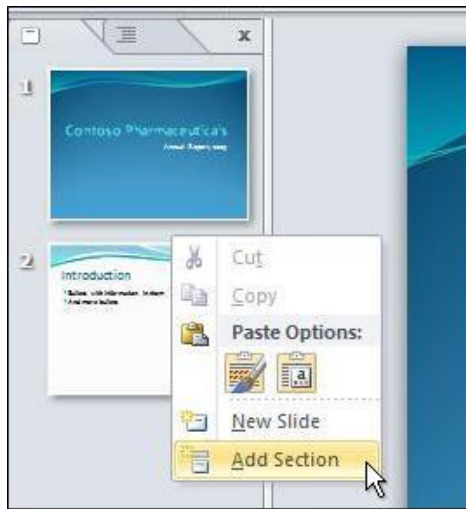 x
1
Contoso Pharmaceuticals
2
Introduction
Cut
Copy
Paste Options:
a
New Slide
Add Section